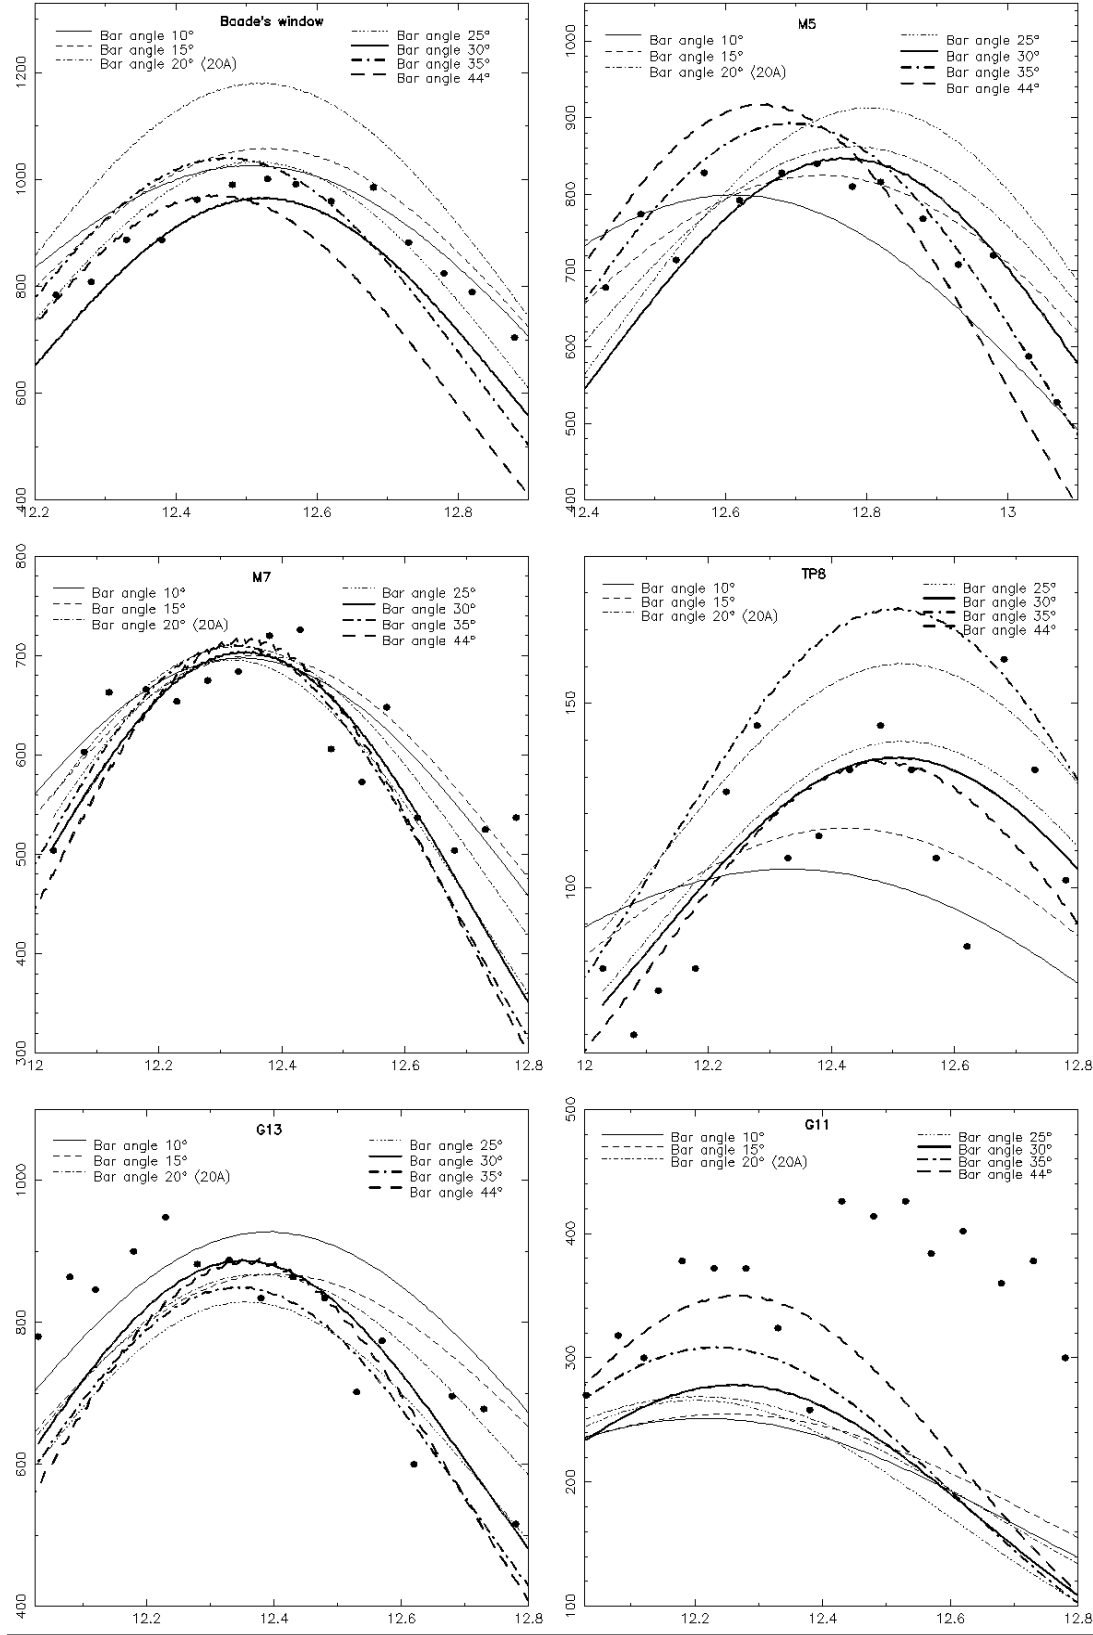 Baade's window
Bar angle 10°
Bar angle 15°
Bar angle 20° (20A)
Bar angle 25°
Bar angle 30°
Bar angle 35°
Bar angle 44°
1200
1000
800
600
400
12.2 12.4 12.6 12.8
M5
Bar angle 10°
Bar angle 15°
Bar angle 20° (20A)
Bar angle 25°
Bar angle 30°
Bar angle 35°
Bar angle 44°
1000
900
800
700
600
500
400
12.4 12.6 12.8 13
M7
Bar angle 10°
Bar angle 15°
Bar angle 20° (20A)
Bar angle 25°
Bar angle 30°
Bar angle 35°
Bar angle 44°
800
700
600
500
400
300
12 12.2 12.4 12.6 12.8
TP8
Bar angle 10°
Bar angle 15°
Bar angle 20° (20A)
Bar angle 25°
Bar angle 30°
Bar angle 35°
Bar angle 44°
150
100
12 12.2 12.4 12.6 12.8
G13
Bar angle 10°
Bar angle 15°
Bar angle 20° (20A)
Bar angle 25°
Bar angle 30°
Bar angle 35°
Bar angle 44°
1000
800
600
400
12.2 12.4 12.6 12.8
G11
Bar angle 10°
Bar angle 15°
Bar angle 20° (20A)
Bar angle 25°
Bar angle 30°
Bar angle 35°
Bar angle 44°
500
400
300
200
100
12.2 12.4 12.6 12.8